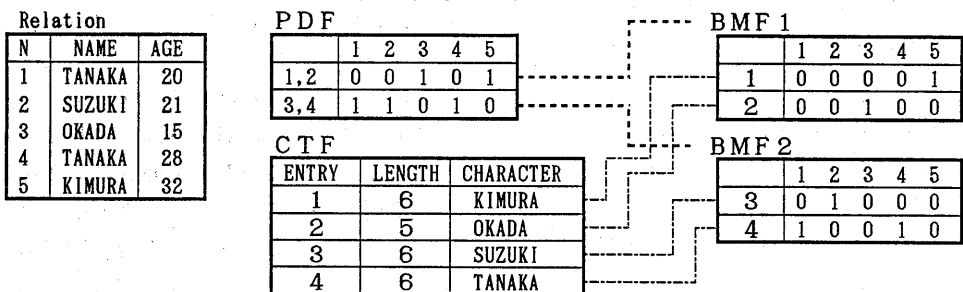 Relation
N NAME AGE
1 TANAKA 20
2 SUZUKI 21
3 OKADA 15
4 TANAKA 28
5 KIMURA 32
PDF
1 2 3 4 5
1,2 0 0 1 0 1
3,4 1 1 0 1 0
CTF
ENTRY LENGTH CHARACTER
1 6 KIMURA
2 5 OKADA
3 6 SUZUKI
4 6 TANAKA
BMF1
1 2 3 4 5
1 0 0 0 0 1
2 0 0 1 0 0
BMF2
1 2 3 4 5
3 0 1 0 0 0
4 1 0 0 1 0